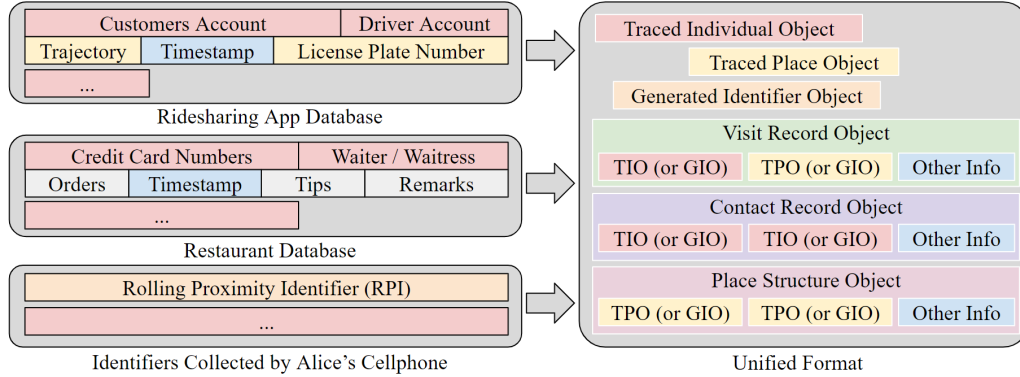 Customers Account Driver Account
Trajectory Timestamp License Plate Number
...
Ridesharing App Database
Credit Card Numbers Waiter / Waitress
Orders Timestamp Tips Remarks
...
Restaurant Database
Rolling Proximity Identifier (RPI)
...
Identifiers Collected by Alice's Cellphone
Traced Individual Object
Traced Place Object
Generated Identifier Object
Visit Record Object
TIO (or GIO) TPO (or GIO) Other Info
Contact Record Object
TIO (or GIO) TIO (or GIO) Other Info
Place Structure Object
TPO (or GIO) TPO (or GIO) Other Info
Unified Format